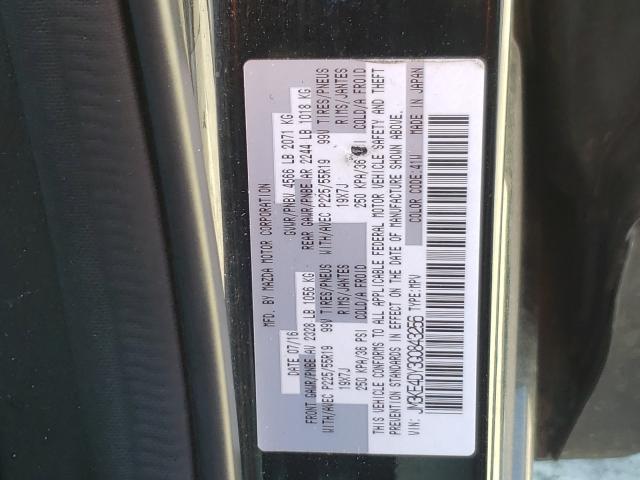 MFD. BY MAZDA MOTOR CORPORATION
DATE 07/16 GVWR/PNBV 4566 LB 2071 KG
FRONT GAWR/PNBE AV 2328 LB 1056 KG REAR GAWR/PNBE AR 2244 LB 1018 KG
WITH/AVEC P225/55R19 99V TIRES/PNEUS WITH/AVEC P225/55R19 99V TIRES/PNEUS
19X7J RIMS/JANTES 19X7J RIMS/JANTES
250 KPA/36 PSI COLD/A FROID 250 KPA/36 PSI COLD/A FROID
THIS VEHICLE CONFORMS TO ALL APPLICABLE FEDERAL MOTOR VEHICLE SAFETY AND THEFT
PREVENTION STANDARDS IN EFFECT ON THE DATE OF MANUFACTURE SHOWN ABOVE.
VIN: JM3KE4DY3G0843256 TYPE: MPV COLOR CODE: 41W MADE IN JAPAN